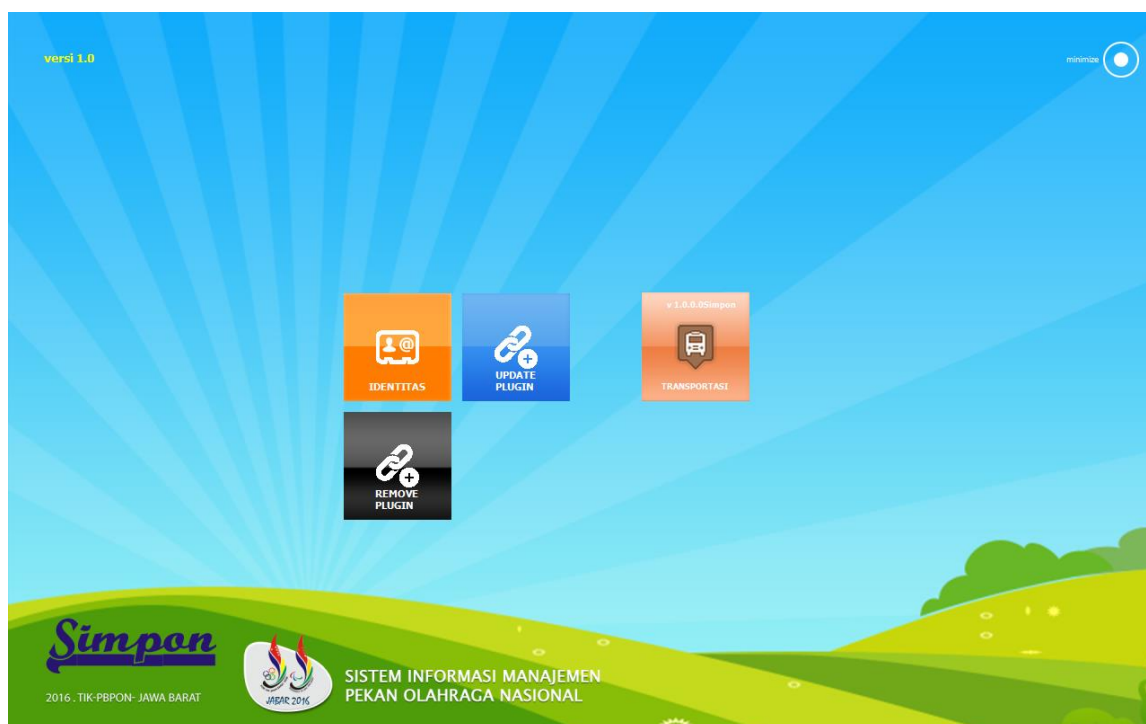 versi 1.0
minimize
IDENTITAS
UPDATE
PLUGIN
v 1.0.0.0Simpon
TRANSPORTASI
REMOVE
PLUGIN
Simpon
2016 . TIK-PBPON- JAWA BARAT
JABAR 2016
SISTEM INFORMASI MANAJEMEN
PEKAN OLAHRAGA NASIONAL